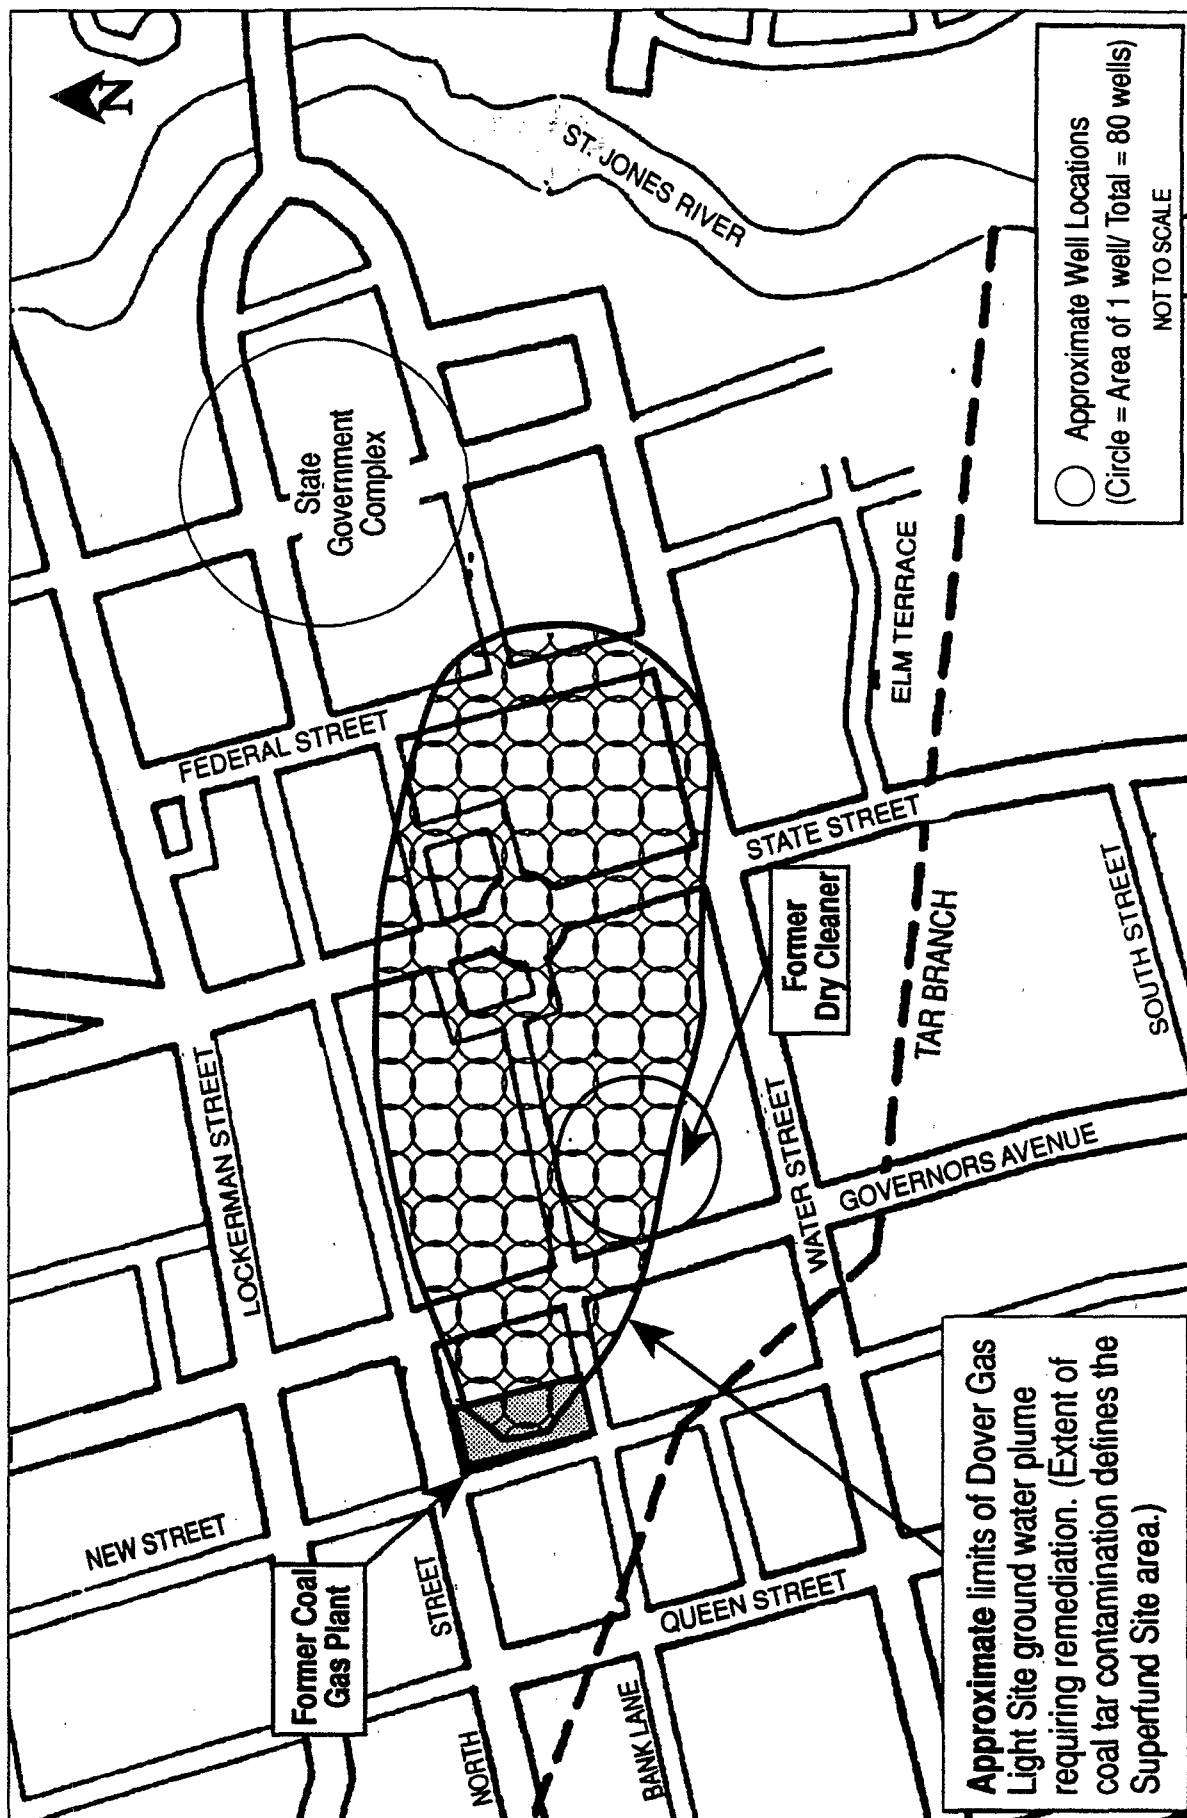 N
ST. JONES RIVER
State
Government
Complex
FEDERAL STREET
LOCKERMAN STREET
NEW STREET
Former Coal
Gas Plant
NORTH
STREET
BANK LANE
QUEEN STREET
WATER STREET
GOVERNORS AVENUE
STATE STREET
ELM TERRACE
TAR BRANCH
SOUTH STREET
Former
Dry Cleaner
Approximate limits of Dover Gas
Light Site ground water plume
requiring remediation. (Extent of
coal tar contamination defines the
Superfund Site area.)
Approximate Well Locations
(Circle = Area of 1 well/ Total = 80 wells)
NOT TO SCALE